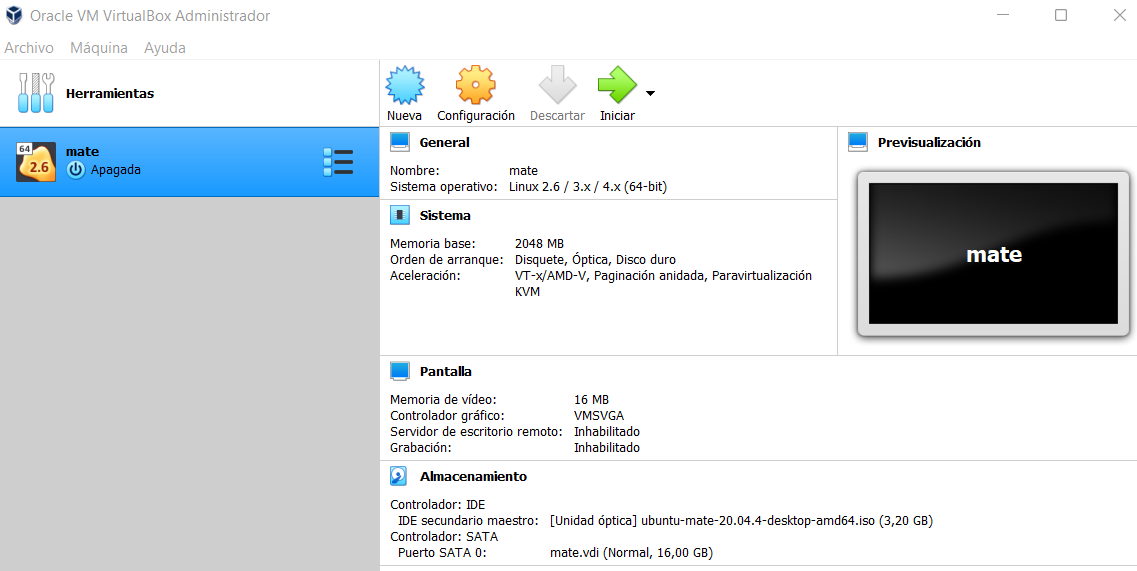 Oracle VM VirtualBox Administrador
Archivo Máquina Ayuda
Herramientas
Nueva Configuración Descartar Iniciar
64
2.6
mate
Apagada
General
Nombre: mate
Sistema operativo: Linux 2.6 / 3.x / 4.x (64-bit)
Previsualización
mate
Sistema
Memoria base: 2048 MB
Orden de arranque: Disquete, Óptica, Disco duro
Aceleración: VT-x/AMD-V, Paginación anidada, Paravirtualización
KVM
Pantalla
Memoria de vídeo: 16 MB
Controlador gráfico: VMSVGA
Servidor de escritorio remoto: Inhabilitado
Grabación: Inhabilitado
Almacenamiento
Controlador: IDE
IDE secundario maestro: [Unidad óptica] ubuntu-mate-20.04.4-desktop-amd64.iso (3,20 GB)
Controlador: SATA
Puerto SATA 0: mate.vdi (Normal, 16,00 GB)